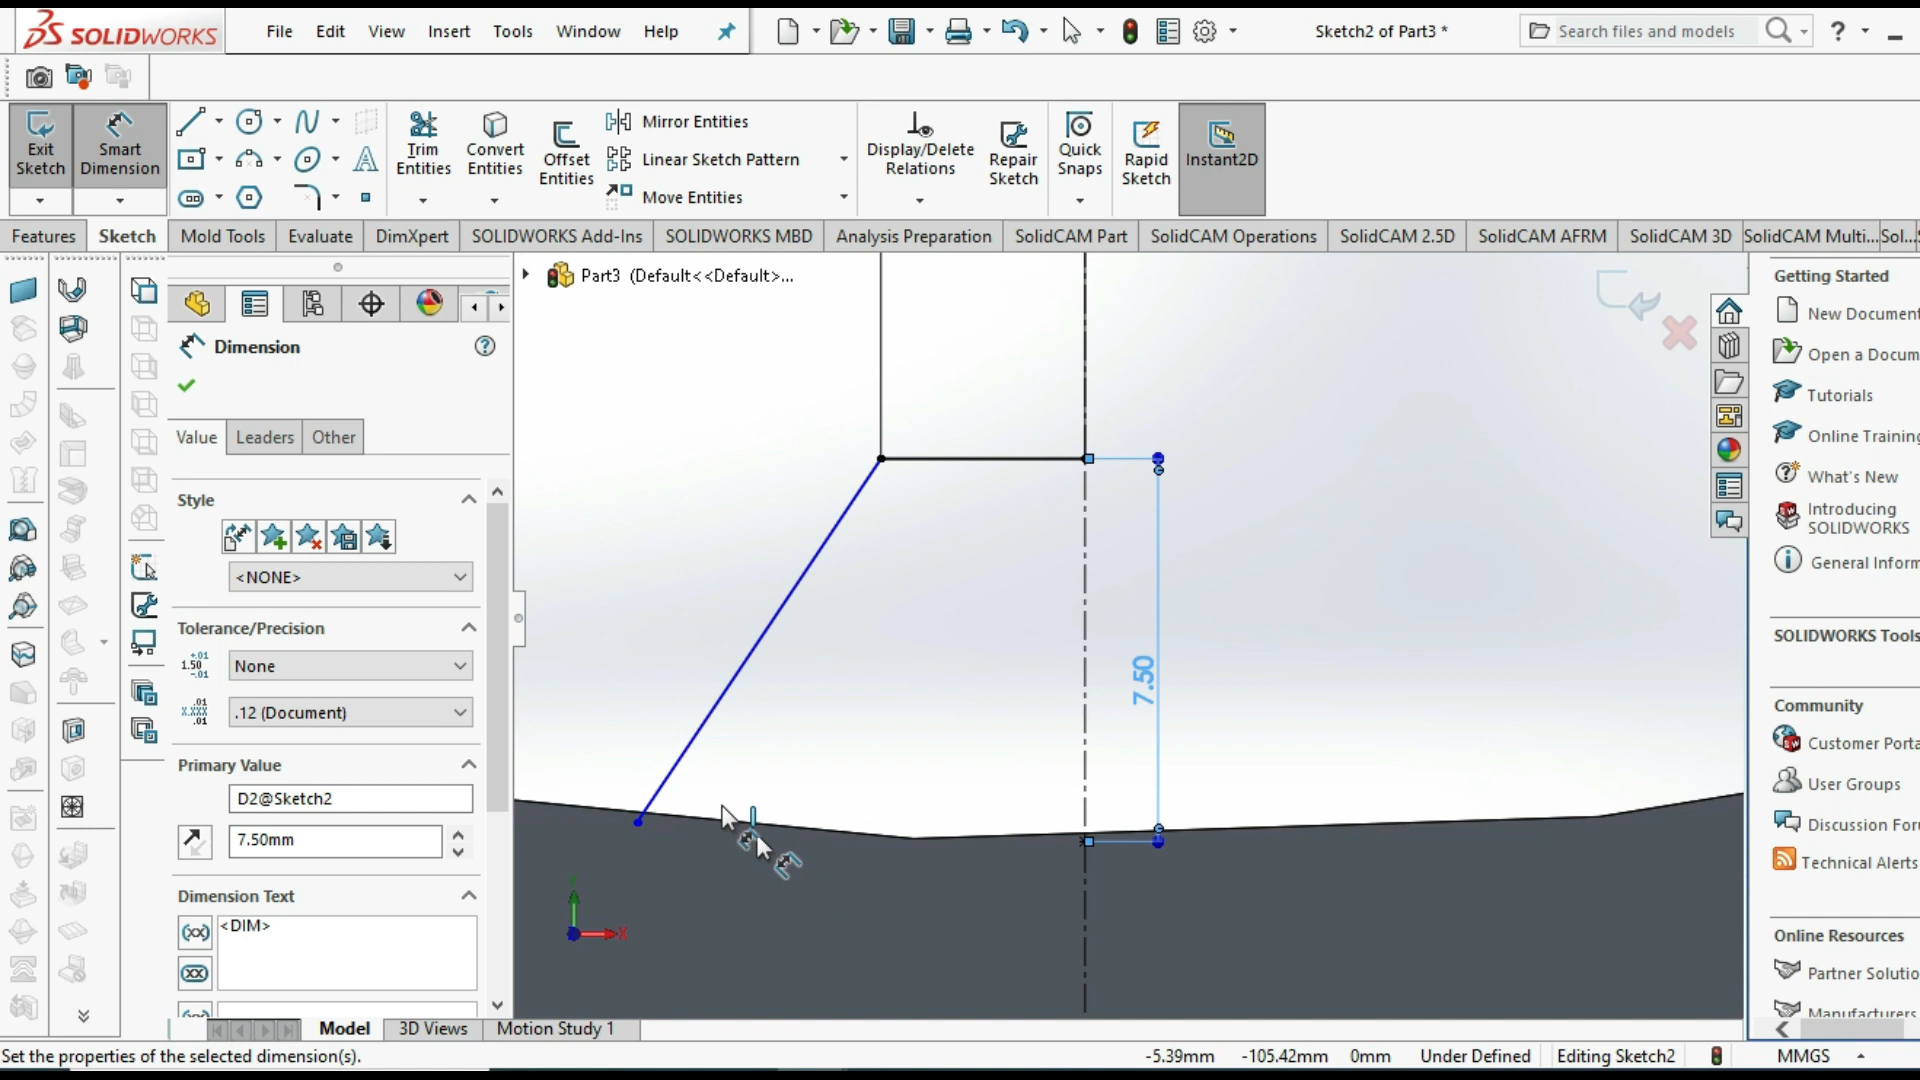 SOLIDWORKS
File Edit View Insert Tools Window Help
Sketch2 of Part3 *
Search files and models
?
Exit Sketch
Smart Dimension
Trim Entities
Convert Entities
Offset Entities
Mirror Entities
Linear Sketch Pattern
Move Entities
Display/Delete Relations
Repair Sketch
Quick Snaps
Rapid Sketch
Instant2D
Features Sketch Mold Tools Evaluate DimXpert SOLIDWORKS Add-Ins SOLIDWORKS MBD Analysis Preparation SolidCAM Part SolidCAM Operations SolidCAM 2.5D SolidCAM AFRM SolidCAM 3D SolidCAM Multi... Sol...
Part3 (Default<<Default>...
Dimension
Value Leaders Other
Style
<NONE>
Tolerance/Precision
None
.12 (Document)
Primary Value
D2@Sketch2
7.50mm
Dimension Text
<DIM>
7.50
X
Getting Started
New Document
Open a Docum
Tutorials
Online Training
What's New
Introducing
SOLIDWORKS
General Inform
SOLIDWORKS Tools
Community
Customer Porta
User Groups
Discussion Foru
Technical Alerts
Online Resources
Partner Solutio
Manufacturers
Model 3D Views Motion Study 1
Set the properties of the selected dimension(s).
-5.39mm -105.42mm 0mm Under Defined Editing Sketch2 MMGS